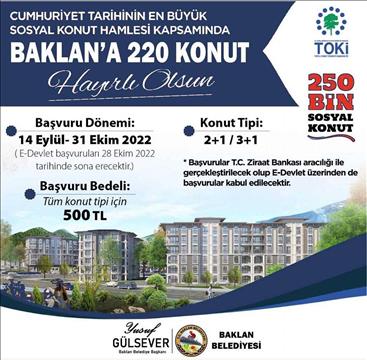 CUMHURİYET TARİHİNİN EN BÜYÜK
SOSYAL KONUT HAMLESİ KAPSAMINDA
BAKLAN'A 220 KONUT
Hayırlı Olsun
TOKİ
250
BİN
SOSYAL
KONUT
Başvuru Dönemi:
14 Eylül- 31 Ekim 2022
( E-Devlet başvuruları 28 Ekim 2022
tarihinde sona erecektir.)
Başvuru Bedeli:
Tüm konut tipi için
500 TL
Konut Tipi:
2+1 / 3+1
* Başvurular T.C. Ziraat Bankası aracılığı ile
gerçekleştirilecek olup E-Devlet üzerinden de
başvurular kabul edilecektir.
Yusuf
GÜLSEVER
Baklan Belediye Başkanı
BAKLAN
BELEDİYESİ